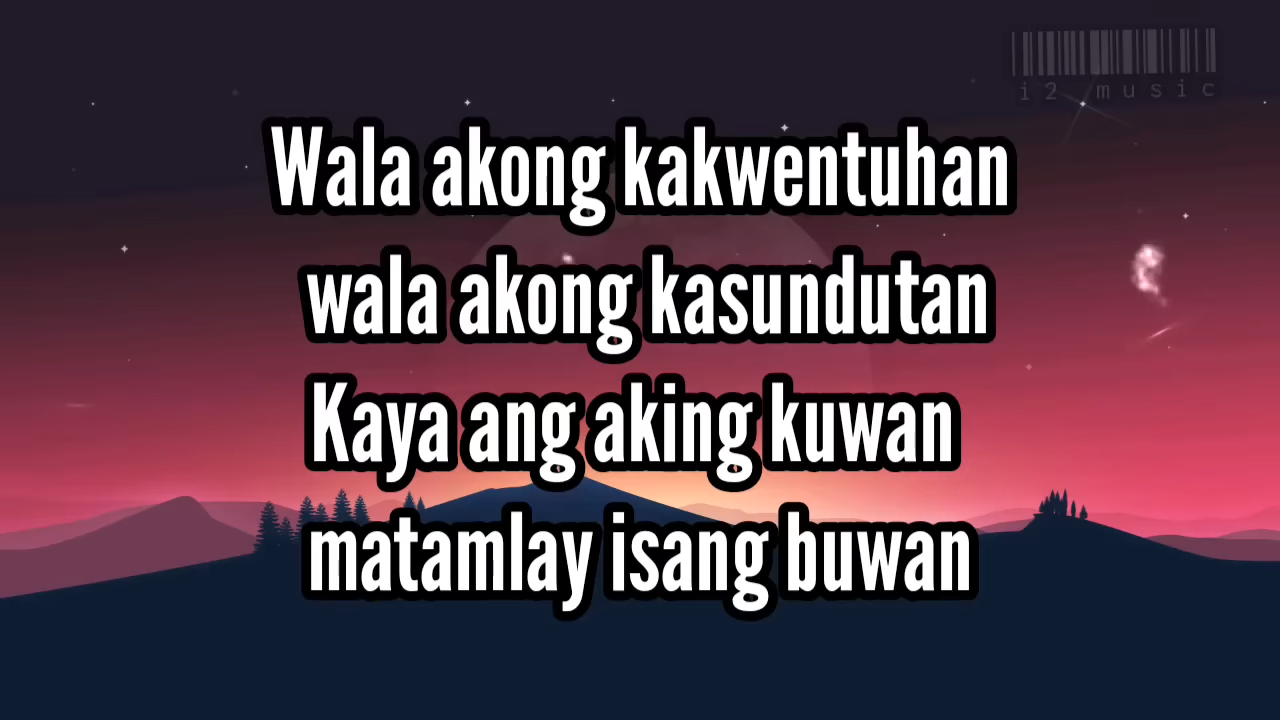 i2 music
Wala akong kakwentuhan
wala akong kasundutan
Kaya ang aking kuwan
matamlay isang buwan